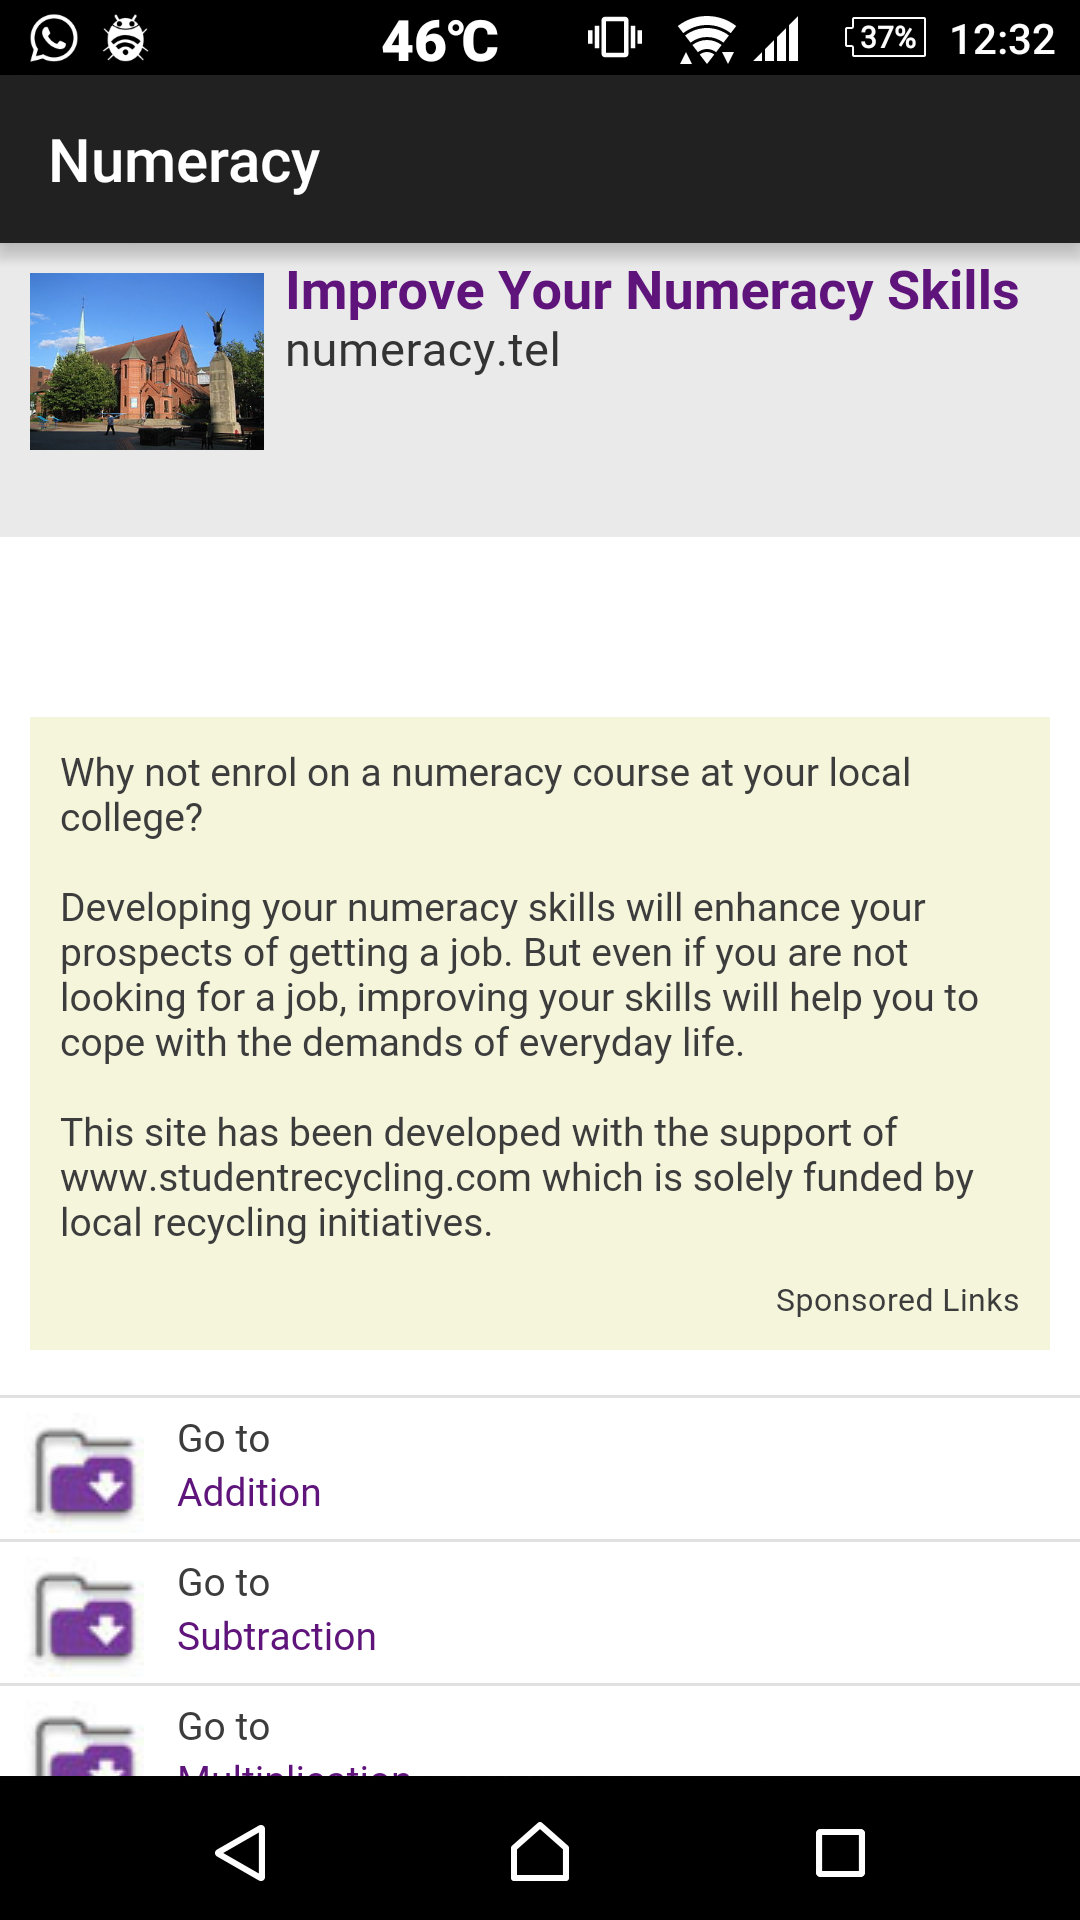 46°C 37% 12:32
Numeracy
Improve Your Numeracy Skills
numeracy.tel
Why not enrol on a numeracy course at your local
college?
Developing your numeracy skills will enhance your
prospects of getting a job. But even if you are not
looking for a job, improving your skills will help you to
cope with the demands of everyday life.
This site has been developed with the support of
www.studentrecycling.com which is solely funded by
local recycling initiatives.
Sponsored Links
Go to
Addition
Go to
Subtraction
Go to
Multiplication